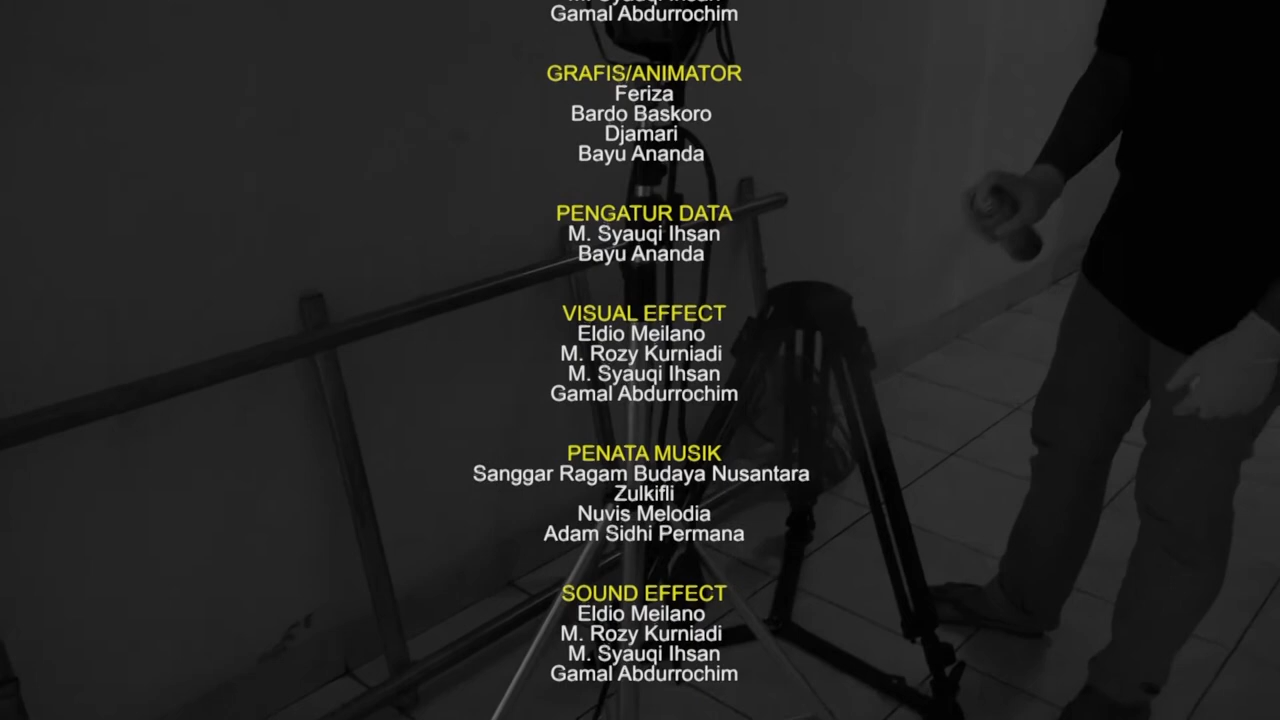 M. Syauqi Ihsan
Gamal Abdurrochim
GRAFIS/ANIMATOR
Feriza
Bardo Baskoro
Djamari
Bayu Ananda
PENGATUR DATA
M. Syauqi Ihsan
Bayu Ananda
VISUAL EFFECT
Eldio Meilano
M. Rozy Kurniadi
M. Syauqi Ihsan
Gamal Abdurrochim
PENATA MUSIK
Sanggar Ragam Budaya Nusantara
Zulkifli
Nuvis Melodia
Adam Sidhi Permana
SOUND EFFECT
Eldio Meilano
M. Rozy Kurniadi
M. Syauqi Ihsan
Gamal Abdurrochim